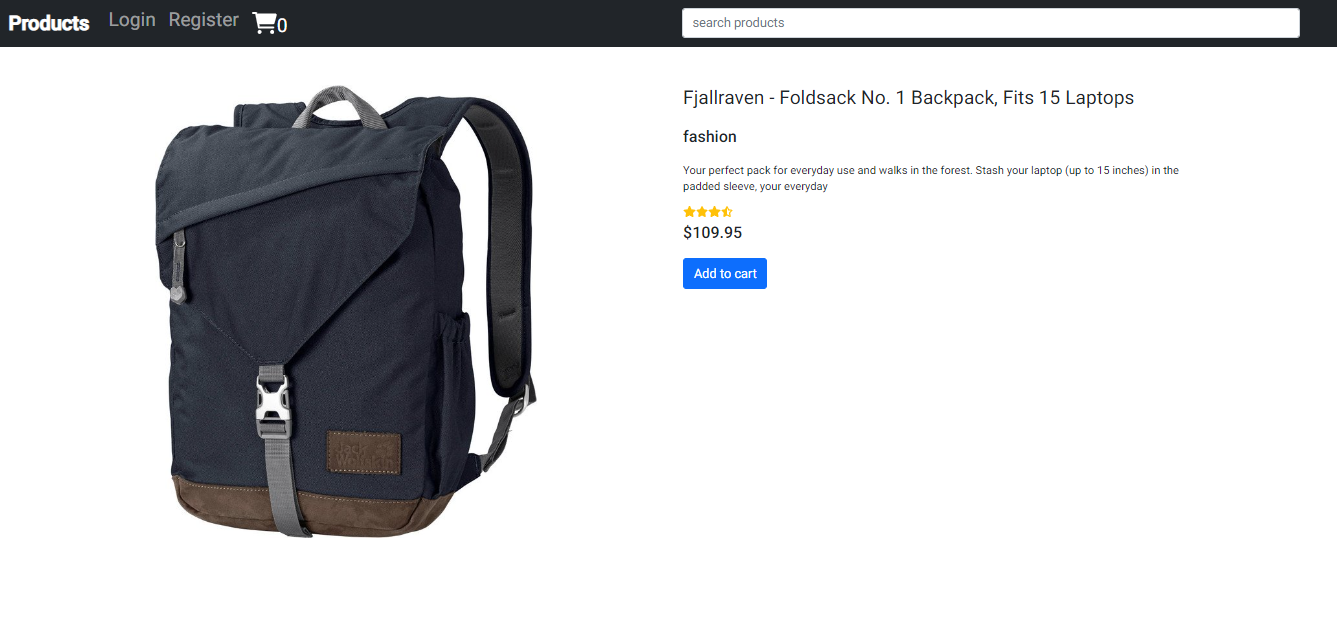 Products Login Register 0 search products
Fjallraven - Foldsack No. 1 Backpack, Fits 15 Laptops
fashion
Your perfect pack for everyday use and walks in the forest. Stash your laptop (up to 15 inches) in the
padded sleeve, your everyday
$109.95
Add to cart
Jack
Wolfskin